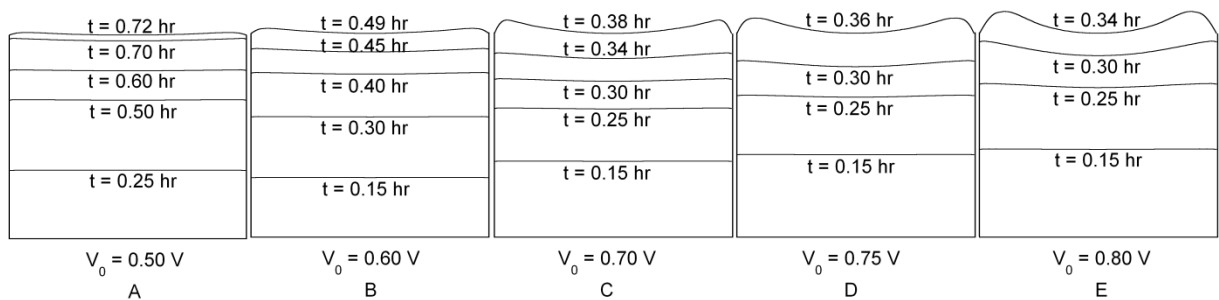 t = 0.72 hr
t = 0.70 hr
t = 0.60 hr
t = 0.50 hr
t = 0.25 hr
V0 = 0.50 V
A
t = 0.49 hr
t = 0.45 hr
t = 0.40 hr
t = 0.30 hr
t = 0.15 hr
V0 = 0.60 V
B
t = 0.38 hr
t = 0.34 hr
t = 0.30 hr
t = 0.25 hr
t = 0.15 hr
V0 = 0.70 V
C
t = 0.36 hr
t = 0.30 hr
t = 0.25 hr
t = 0.15 hr
V0 = 0.75 V
D
t = 0.34 hr
t = 0.30 hr
t = 0.25 hr
t = 0.15 hr
V0 = 0.80 V
E